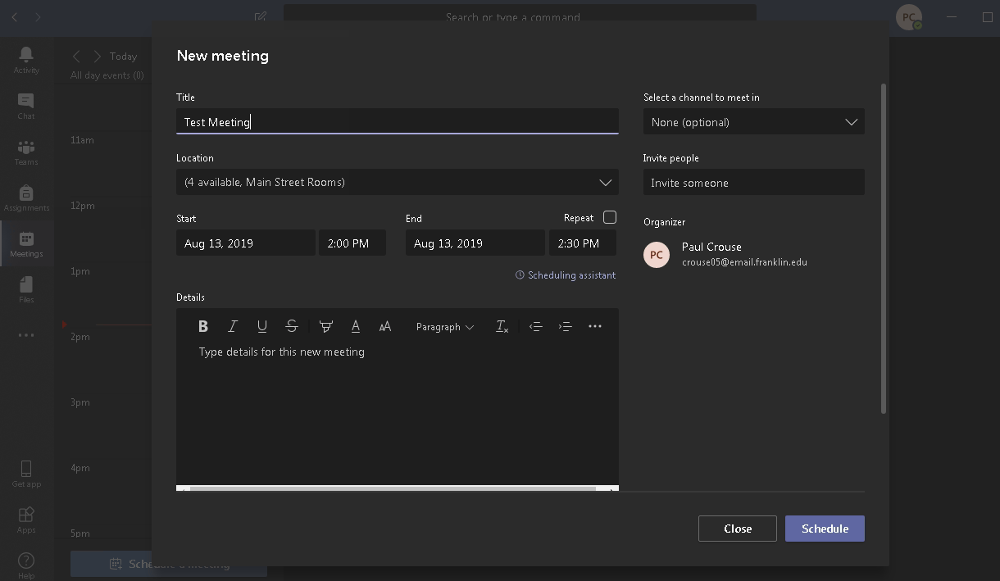 Search or type a command
PC
Activity
Chat
Teams
Assignments
Meetings
Files
Get app
Apps
Help
Today
All day events (0)
11am
12pm
1pm
2pm
3pm
4pm
5pm
Schedule a meeting
New meeting
Title
Test Meeting
Location
(4 available, Main Street Rooms)
Start
End
Repeat
Aug 13, 2019
2:00 PM
Aug 13, 2019
2:30 PM
Scheduling assistant
Details
B I U S A AA Paragraph Tx
Type details for this new meeting
Select a channel to meet in
None (optional)
Invite people
Invite someone
Organizer
PC
Paul Crouse
crouse05@email.franklin.edu
Close
Schedule